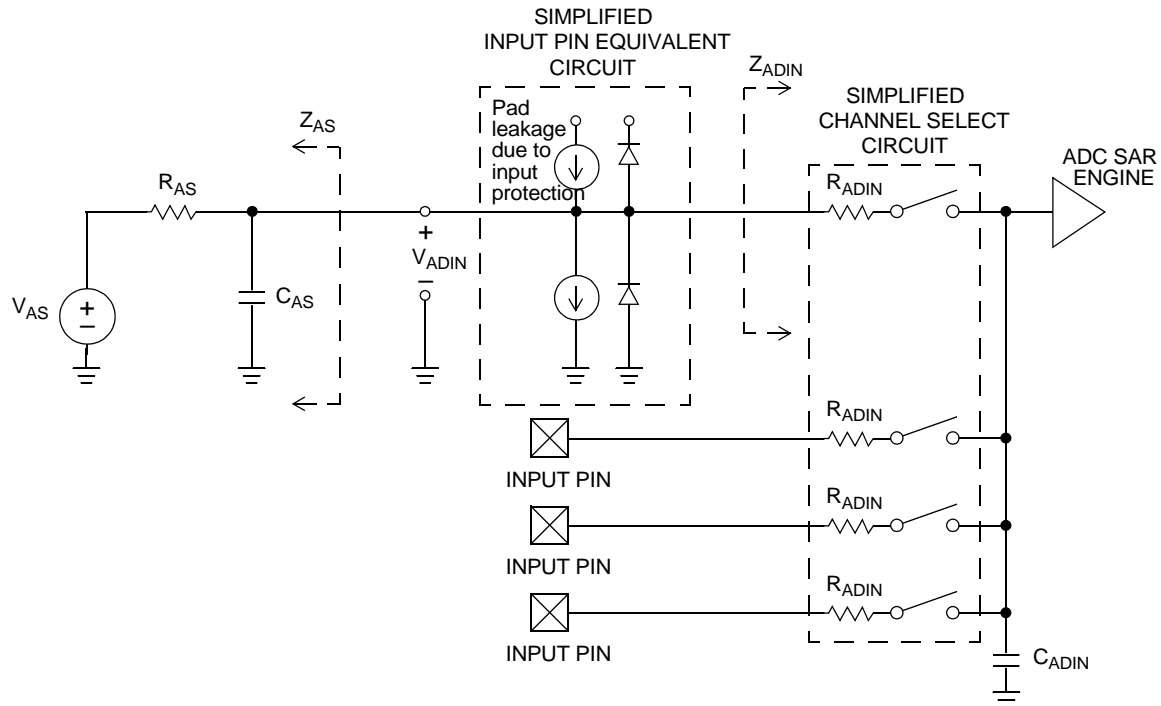 SIMPLIFIED
INPUT PIN EQUIVALENT
CIRCUIT
Z_ADIN
SIMPLIFIED
CHANNEL SELECT
CIRCUIT
ADC SAR
ENGINE
Pad
leakage
due to
input
protection
Z_AS
R_AS
R_ADIN
+
V_ADIN
–
C_AS
V_AS
+
–
R_ADIN
INPUT PIN
R_ADIN
INPUT PIN
R_ADIN
INPUT PIN
C_ADIN